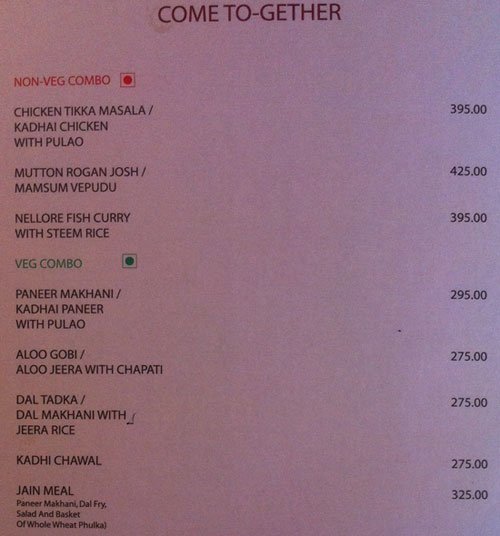 COME TO-GETHER
NON-VEG COMBO
CHICKEN TIKKA MASALA / 395.00
KADHAI CHICKEN
WITH PULAO
MUTTON ROGAN JOSH / 425.00
MAMSUM VEPUDU
NELLORE FISH CURRY 395.00
WITH STEEM RICE
VEG COMBO
PANEER MAKHANI / 295.00
KADHAI PANEER
WITH PULAO
ALOO GOBI / 275.00
ALOO JEERA WITH CHAPATI
DAL TADKA / 275.00
DAL MAKHANI WITH
JEERA RICE
KADHI CHAWAL 275.00
JAIN MEAL 325.00
Paneer Makhani, Dal Fry,
Salad And Basket
Of Whole Wheat Phulka)